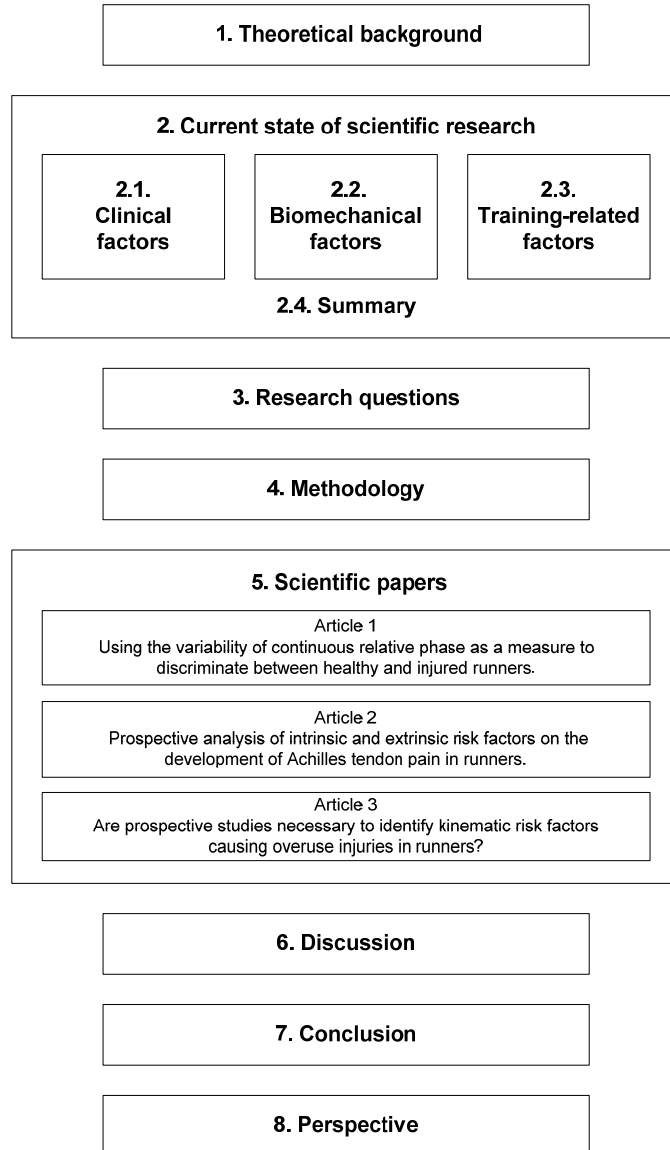 1. Theoretical background
2. Current state of scientific research
2.1.
Clinical
factors
2.2.
Biomechanical
factors
2.3.
Training-related
factors
2.4. Summary
3. Research questions
4. Methodology
5. Scientific papers
Article 1
Using the variability of continuous relative phase as a measure to
discriminate between healthy and injured runners.
Article 2
Prospective analysis of intrinsic and extrinsic risk factors on the
development of Achilles tendon pain in runners.
Article 3
Are prospective studies necessary to identify kinematic risk factors
causing overuse injuries in runners?
6. Discussion
7. Conclusion
8. Perspective